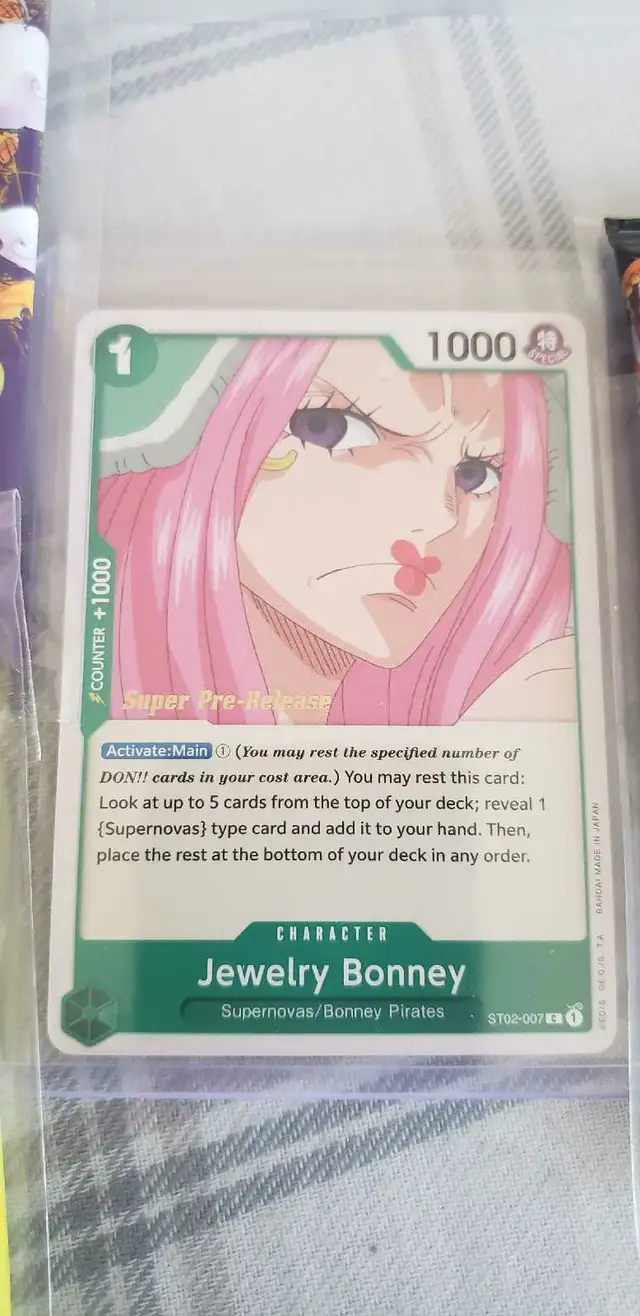 1
1000
特
SPECIAL
⚡COUNTER +1000
Super Pre-Release
Activate:Main ① (You may rest the specified number of
DON!! cards in your cost area.) You may rest this card:
Look at up to 5 cards from the top of your deck; reveal 1
{Supernovas} type card and add it to your hand. Then,
place the rest at the bottom of your deck in any order.
CHARACTER
Jewelry Bonney
Supernovas/Bonney Pirates
ST02-007 C 1
©E.O./S. T.A. BANDAI MADE IN JAPAN